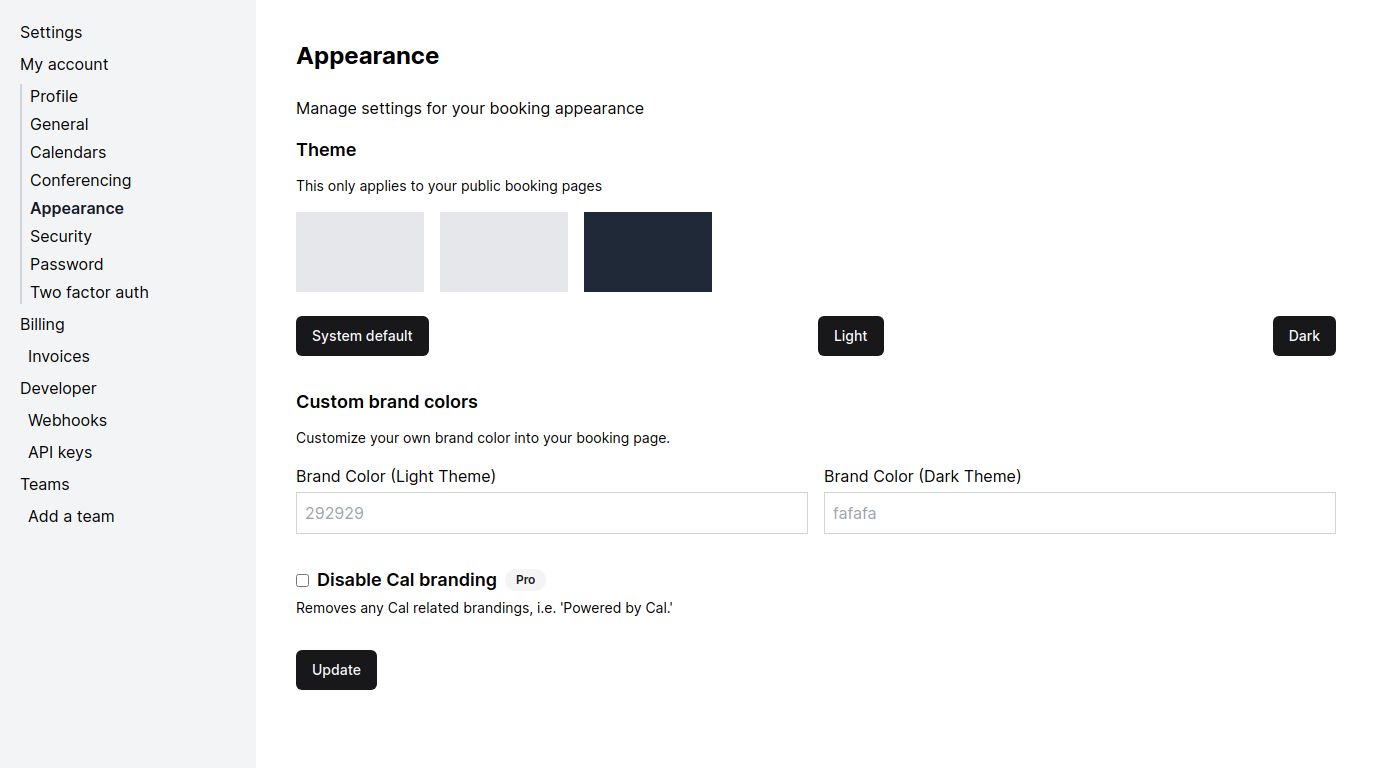 Settings
My account
Profile
General
Calendars
Conferencing
Appearance
Security
Password
Two factor auth
Billing
Invoices
Developer
Webhooks
API keys
Teams
Add a team
Appearance
Manage settings for your booking appearance
Theme
This only applies to your public booking pages
System default Light Dark
Custom brand colors
Customize your own brand color into your booking page.
Brand Color (Light Theme) Brand Color (Dark Theme)
292929 fafafa
Disable Cal branding Pro
Removes any Cal related brandings, i.e. 'Powered by Cal.'
Update